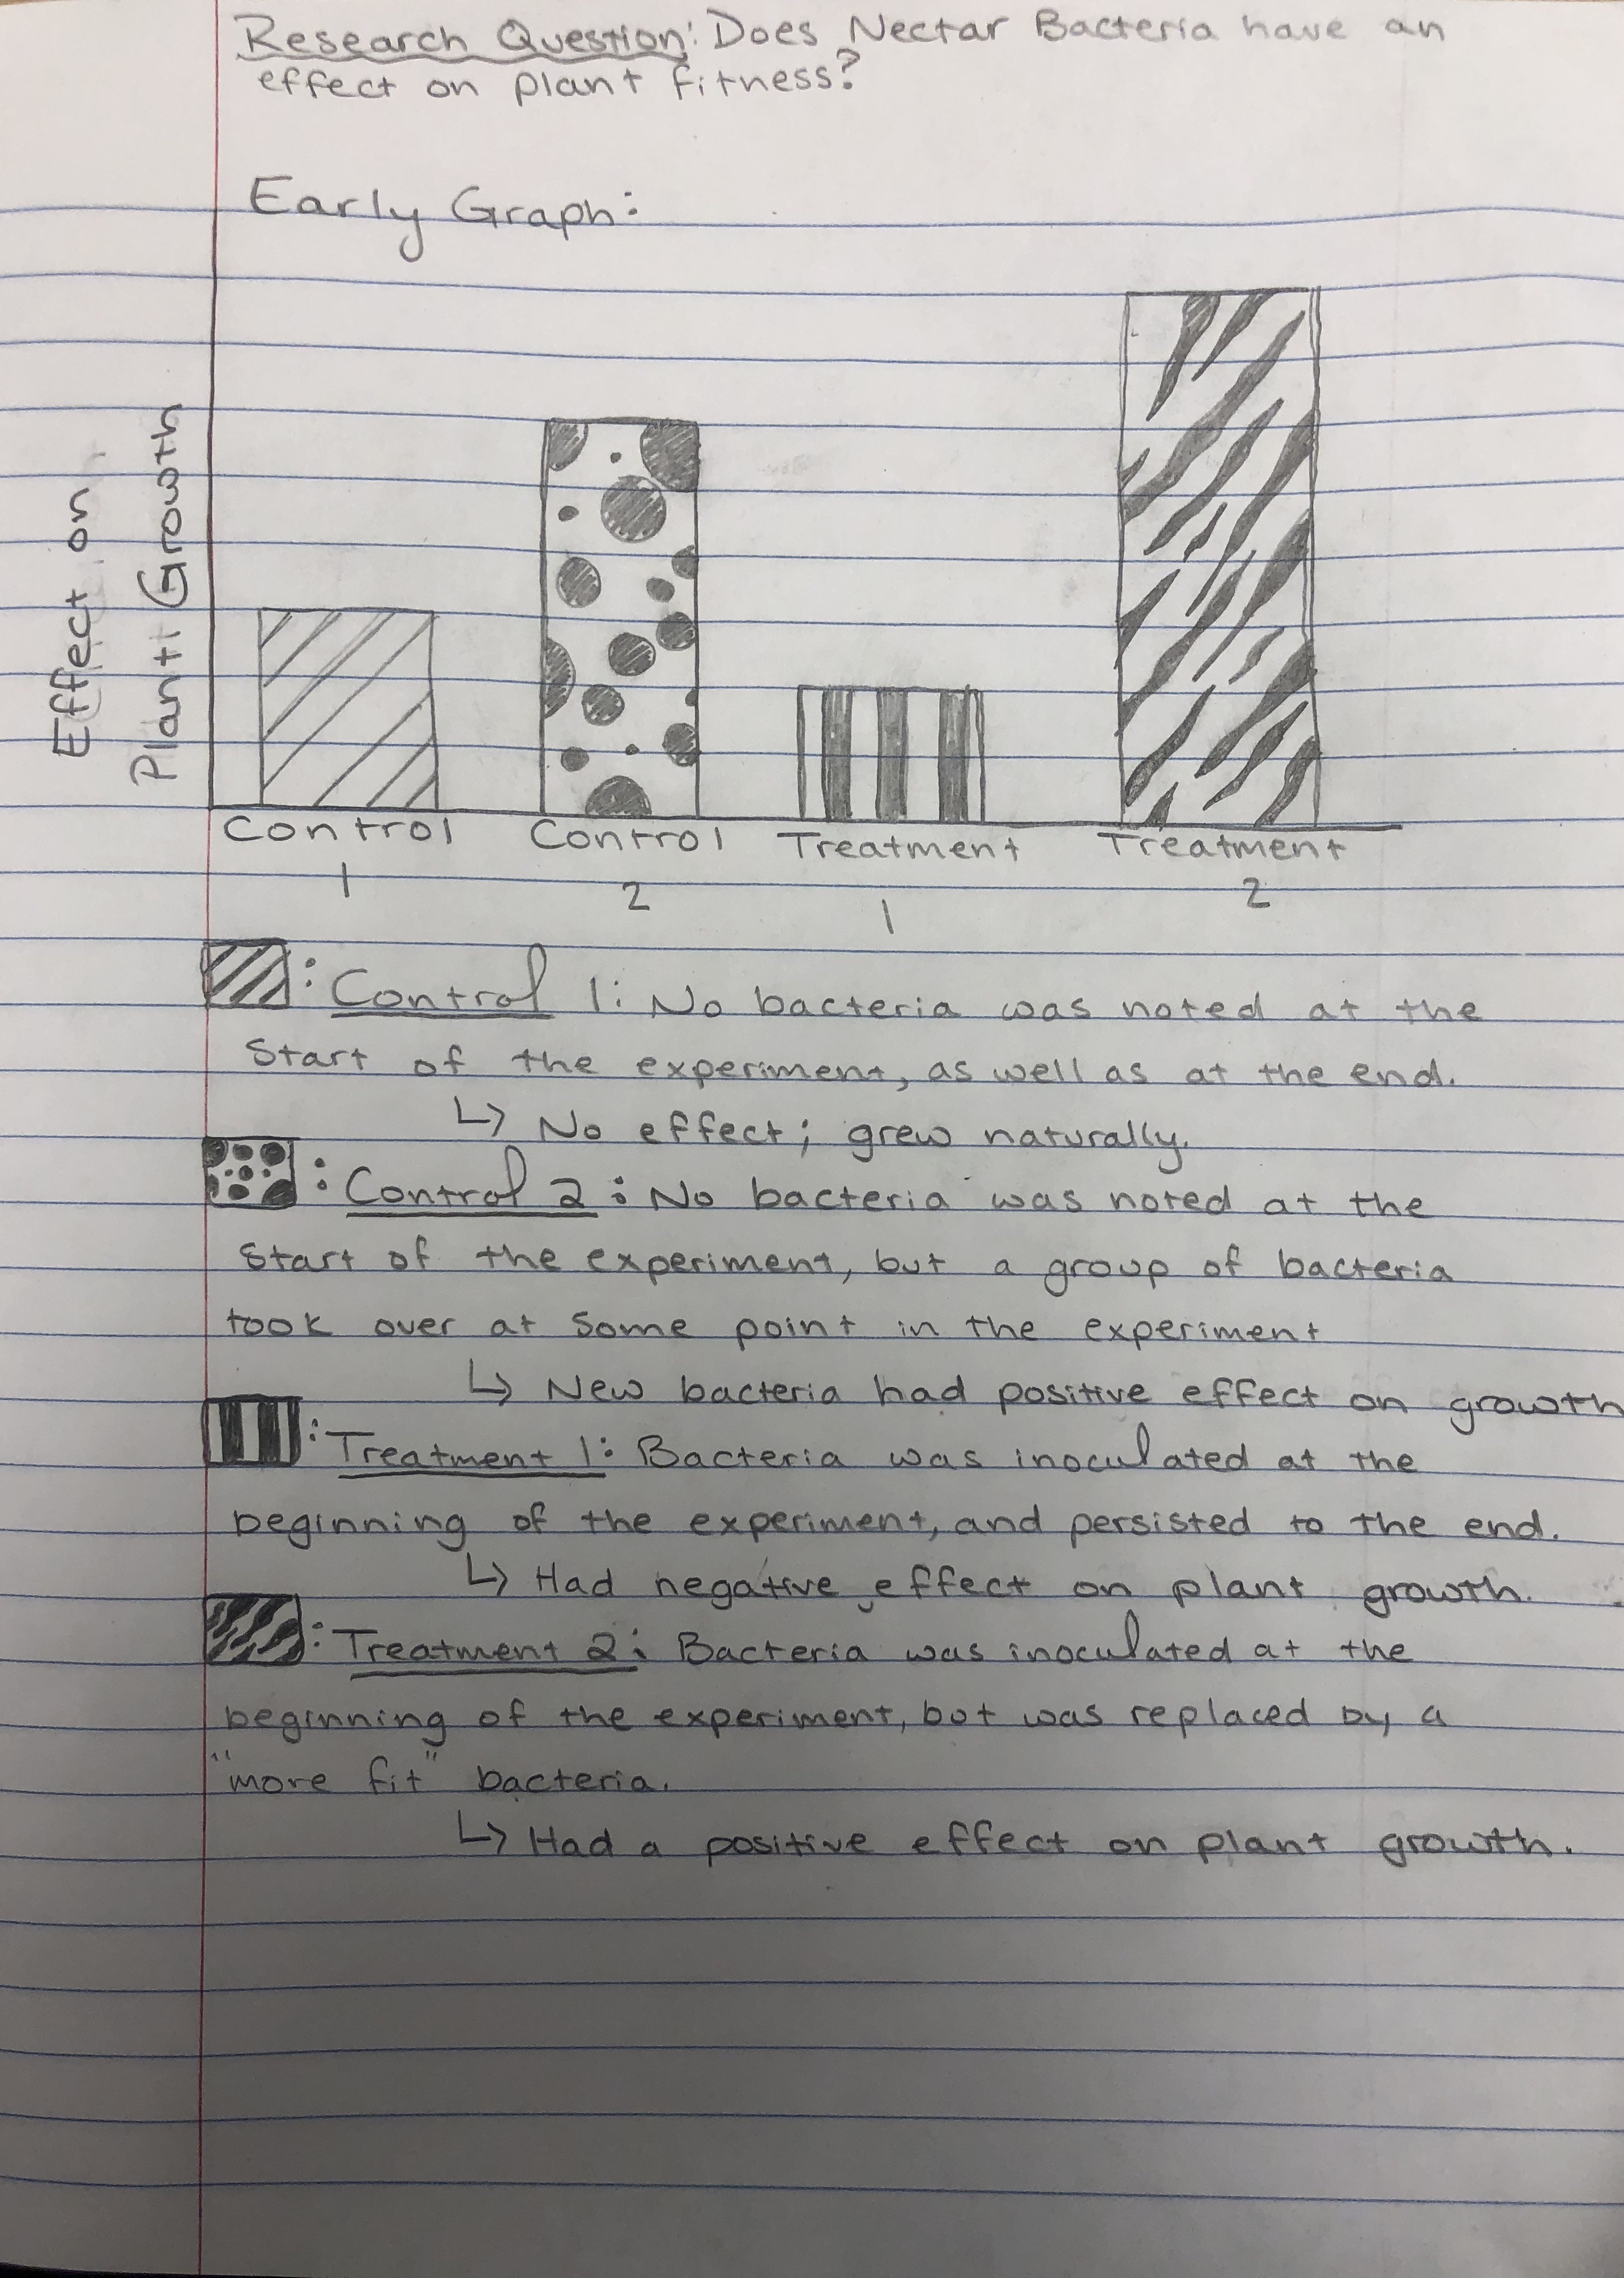 Research Question: Does Nectar Bacteria have an
effect on plant fitness?
Early Graph:
Effect on
Plant Growth
Control 1
Control 2
Treatment 1
Treatment 2
: Control 1: No bacteria was noted at the
start of the experiment, as well as at the end.
↳ No effect; grew naturally.
: Control 2: No bacteria was noted at the
start of the experiment, but a group of bacteria
took over at some point in the experiment
↳ New bacteria had positive effect on growth
: Treatment 1: Bacteria was inoculated at the
beginning of the experiment, and persisted to the end.
↳ Had negative effect on plant growth.
: Treatment 2: Bacteria was inoculated at the
beginning of the experiment, but was replaced by a
"more fit" bacteria.
↳ Had a positive effect on plant growth.